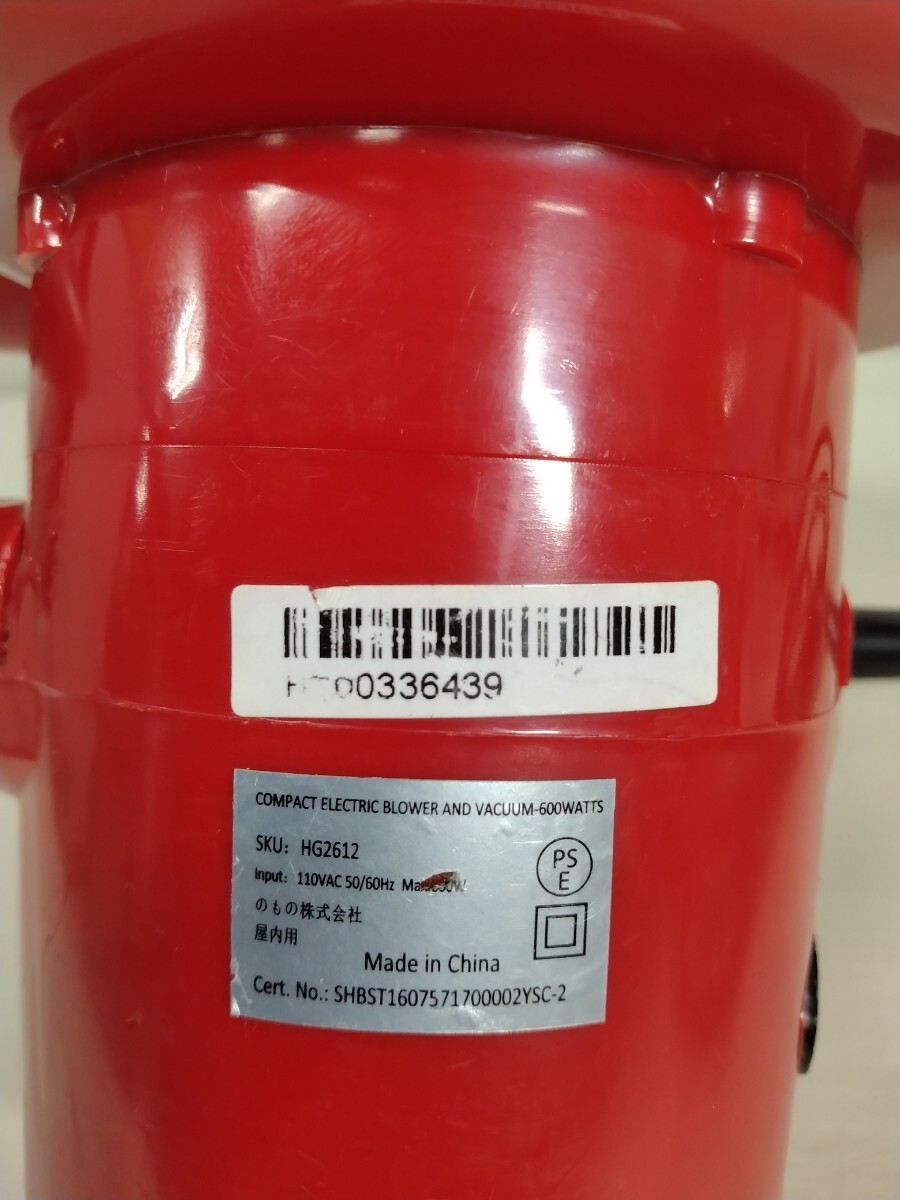 00336439
COMPACT ELECTRIC BLOWER AND VACUUM-600WATTS
SKU: HG2612
PS
E
Input: 110VAC 50/60Hz
のもの株式会社
屋内用
Made in China
Cert. No.: SHBST1607571700002YSC-2